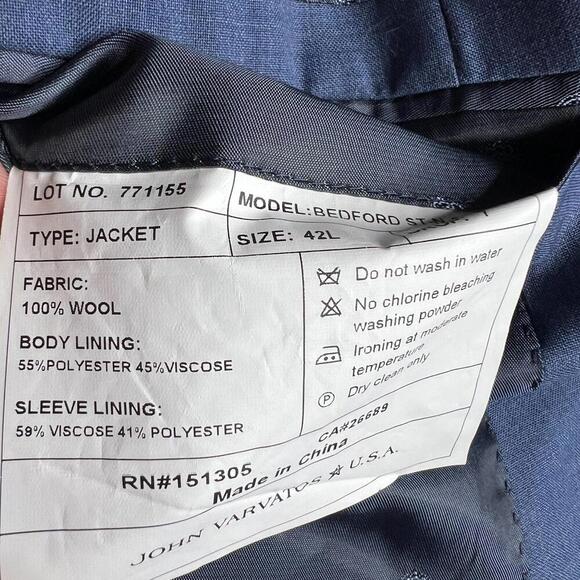 LOT NO. 771155
MODEL:BEDFORD
TYPE: JACKET
SIZE: 42L
FABRIC:
100% WOOL
BODY LINING:
55%POLYESTER 45%VISCOSE
SLEEVE LINING:
59% VISCOSE 41% POLYESTER
Do not wash in water
No chlorine bleaching
washing powder
Ironing at moderate
temperature
P
Dry clean only
RN#151305
CA#26689
Made in China
JOHN VARVATOS ☆ U.S.A.